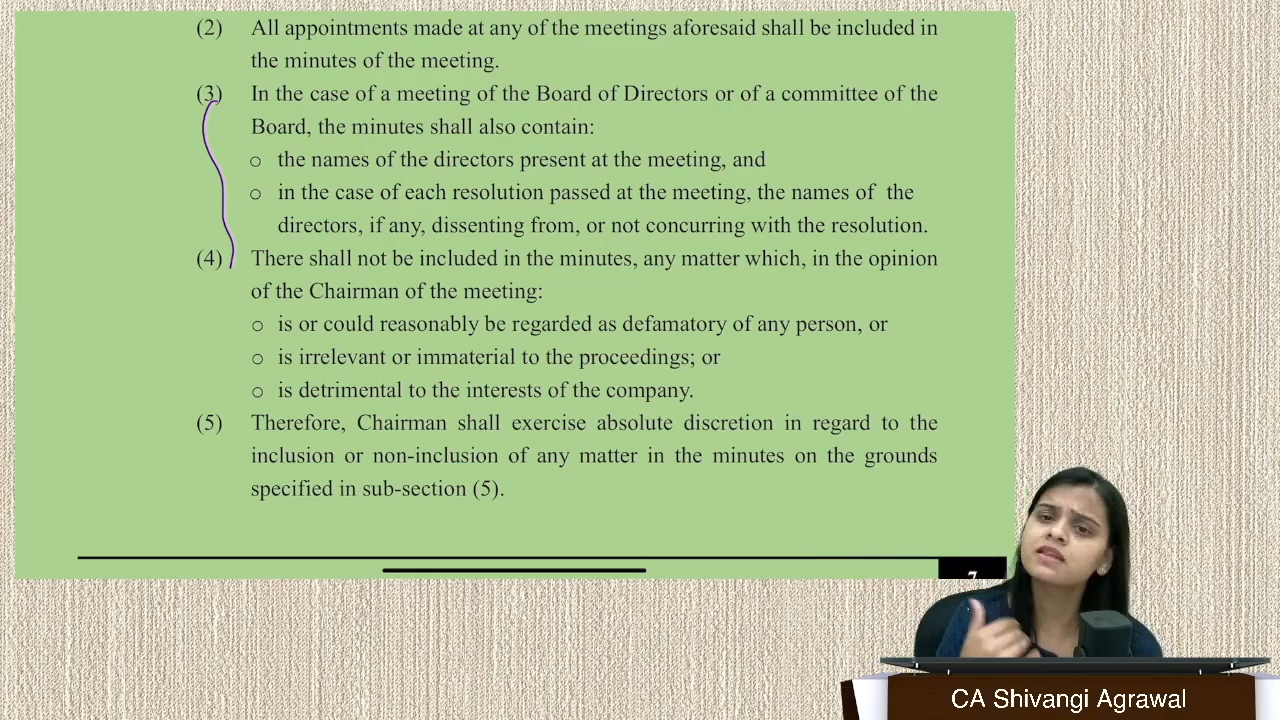 (2) All appointments made at any of the meetings aforesaid shall be included in
the minutes of the meeting.
(3) In the case of a meeting of the Board of Directors or of a committee of the
Board, the minutes shall also contain:
o the names of the directors present at the meeting, and
o in the case of each resolution passed at the meeting, the names of the
directors, if any, dissenting from, or not concurring with the resolution.
(4) There shall not be included in the minutes, any matter which, in the opinion
of the Chairman of the meeting:
o is or could reasonably be regarded as defamatory of any person, or
o is irrelevant or immaterial to the proceedings; or
o is detrimental to the interests of the company.
(5) Therefore, Chairman shall exercise absolute discretion in regard to the
inclusion or non-inclusion of any matter in the minutes on the grounds
specified in sub-section (5).
7
CA Shivangi Agrawal